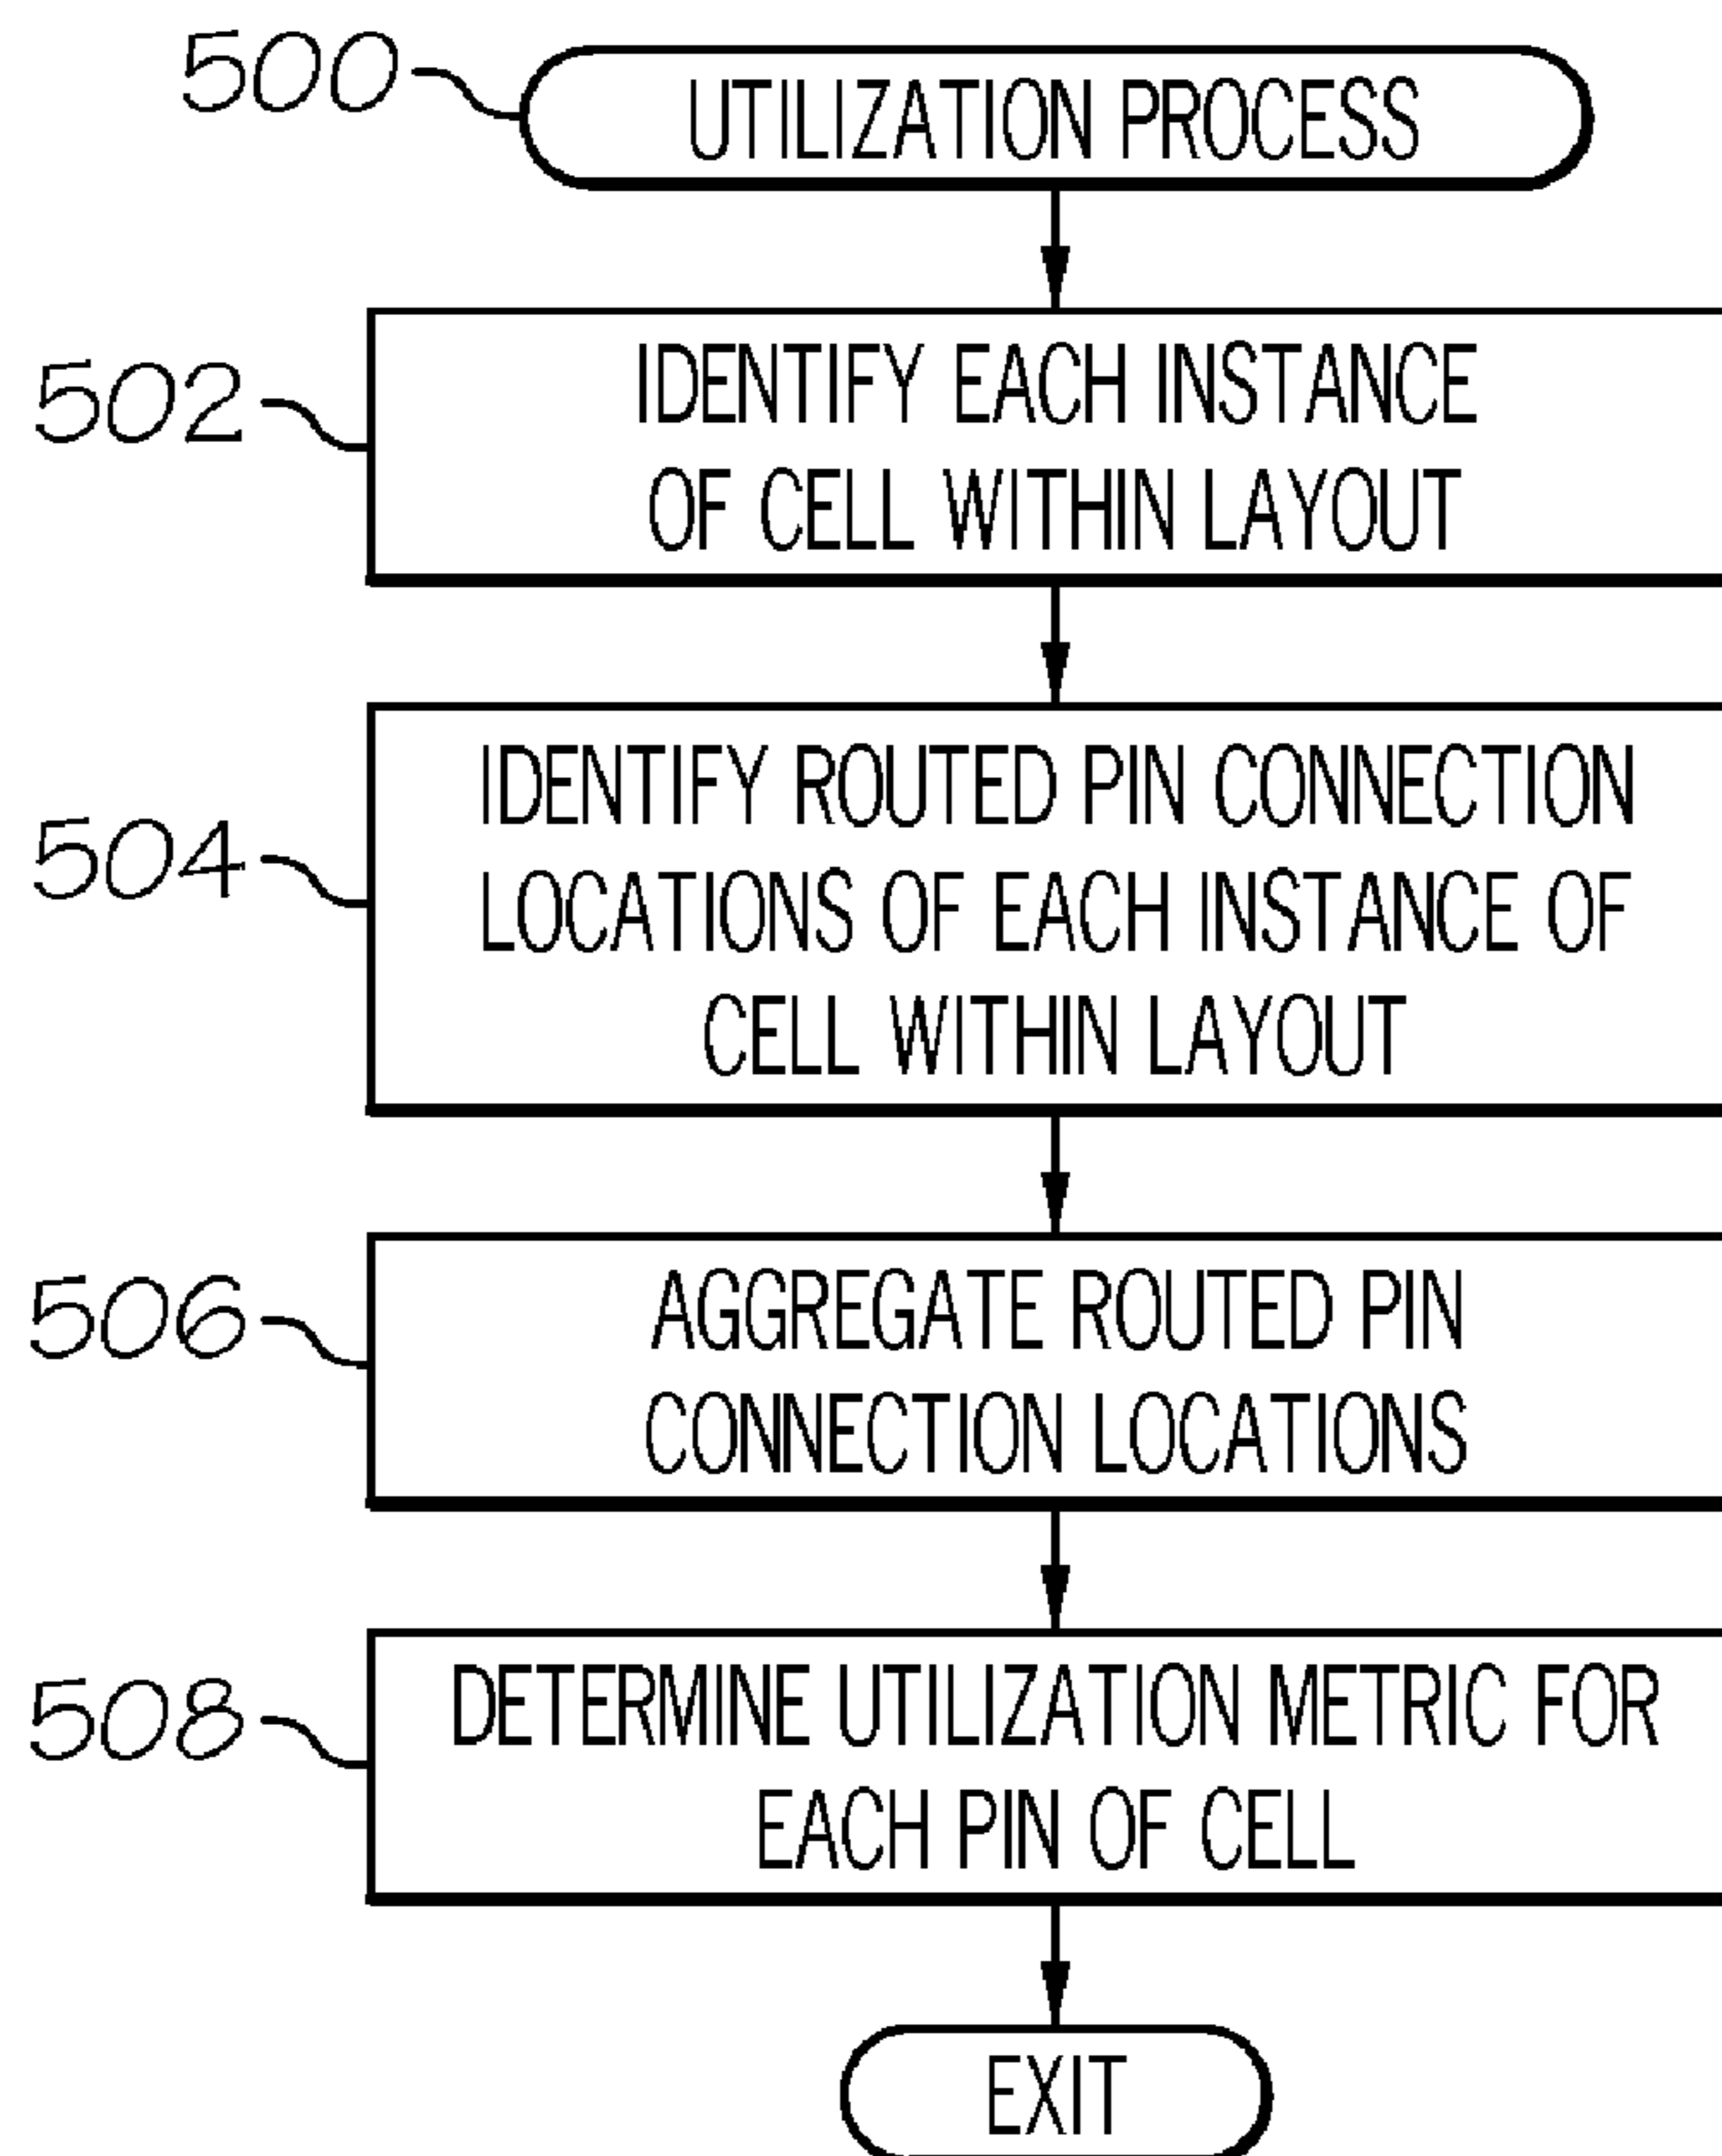 500
UTILIZATION PROCESS
502
IDENTIFY EACH INSTANCE
OF CELL WITHIN LAYOUT
504
IDENTIFY ROUTED PIN CONNECTION
LOCATIONS OF EACH INSTANCE OF
CELL WITHIN LAYOUT
506
AGGREGATE ROUTED PIN
CONNECTION LOCATIONS
508
DETERMINE UTILIZATION METRIC FOR
EACH PIN OF CELL
EXIT